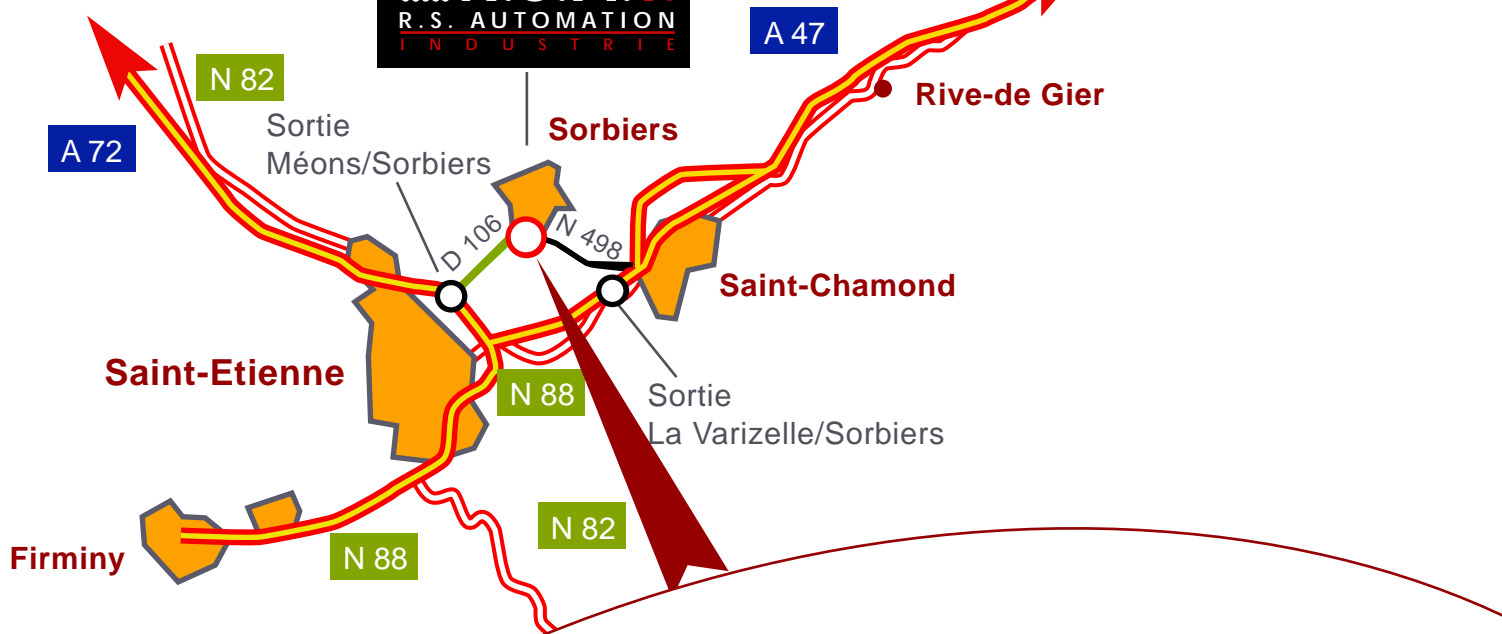 R.S. AUTOMATION
INDUSTRIE
A 47
N 82
A 72
Sortie
Méons/Sorbiers
Sorbiers
Rive-de Gier
D 106
N 498
Saint-Chamond
Saint-Etienne
N 88
Sortie
La Varizelle/Sorbiers
N 82
Firminy
N 88